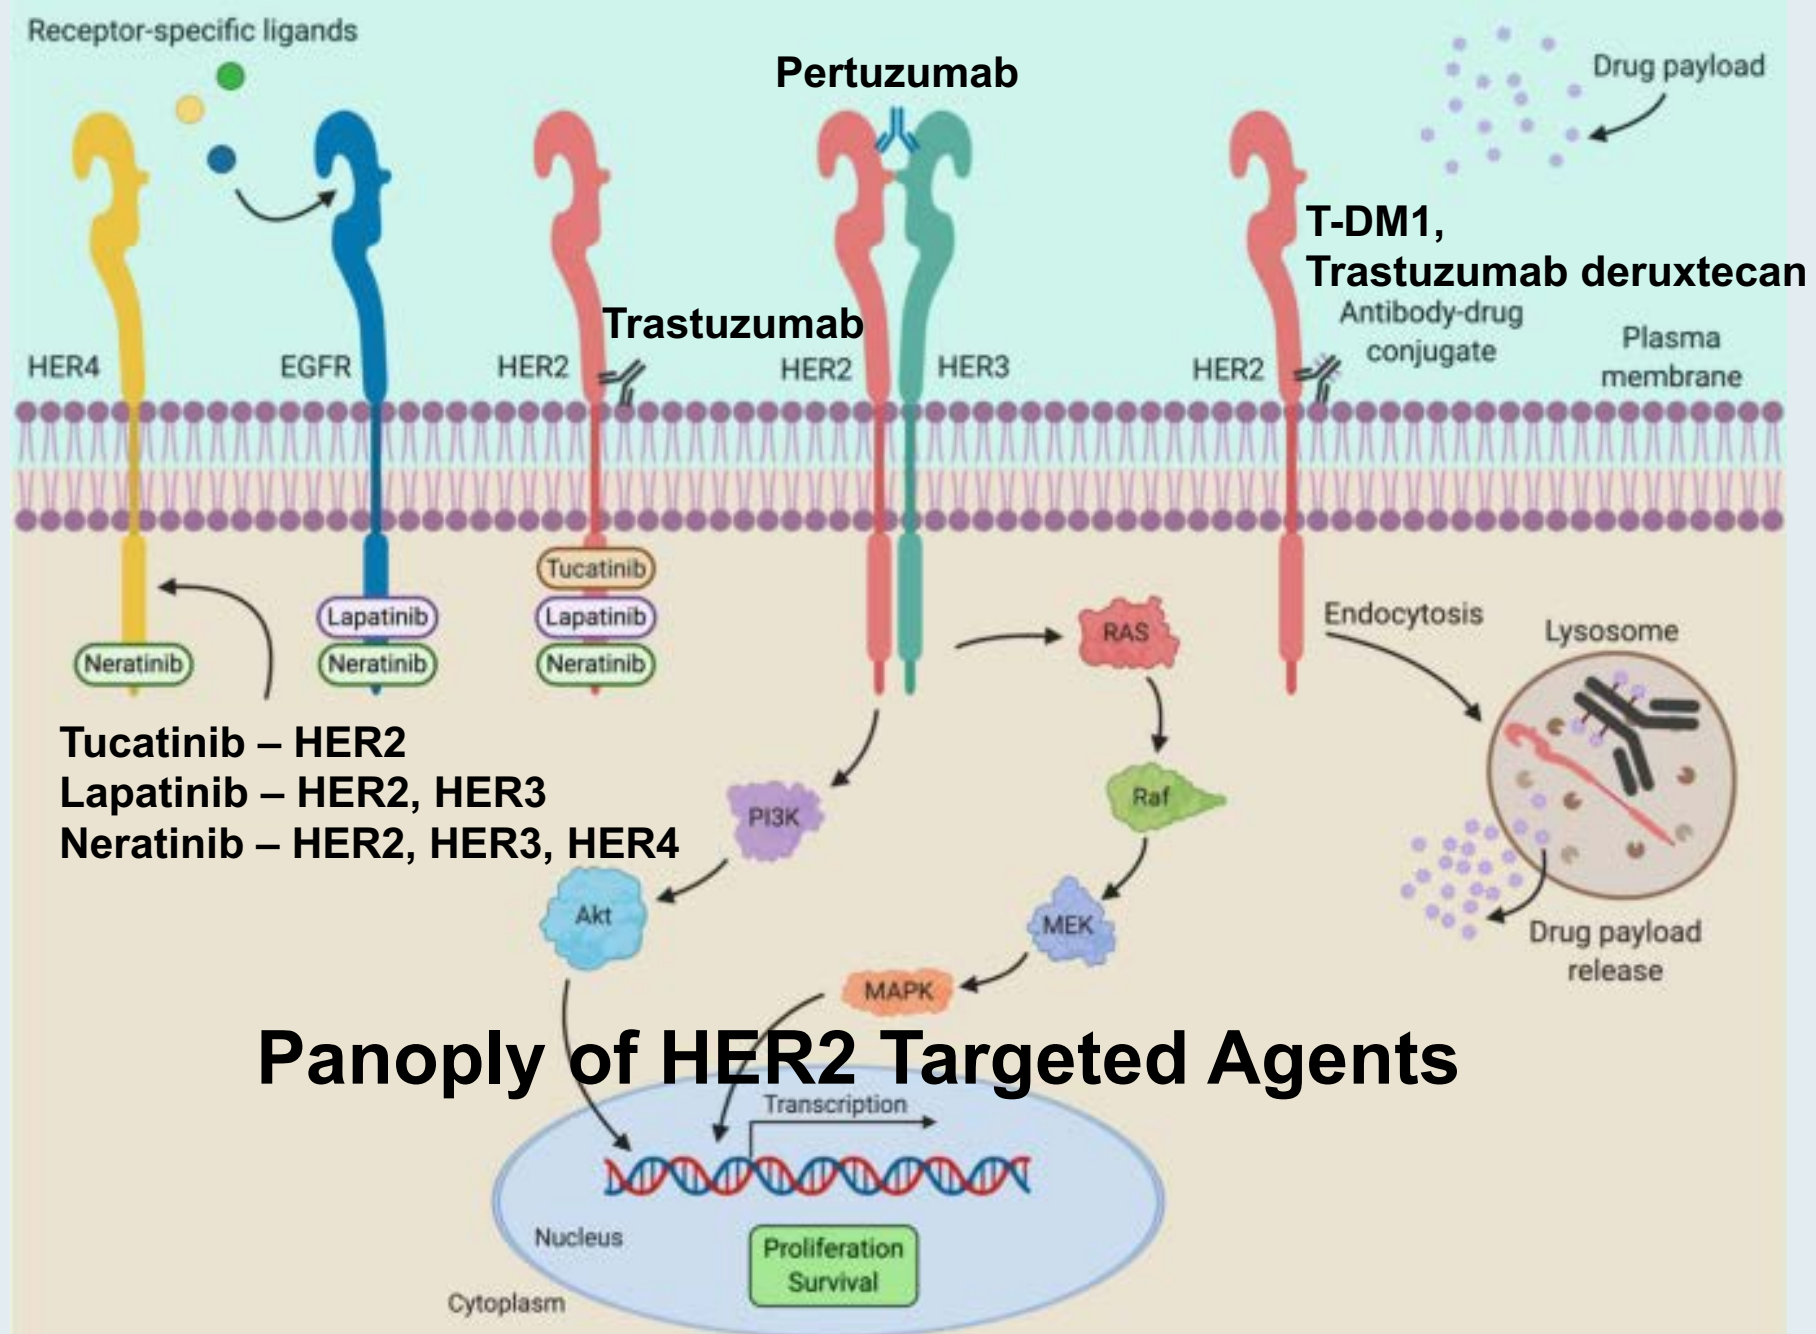 Receptor-specific ligands
Pertuzumab
Drug payload
T-DM1,
Trastuzumab deruxtecan
Antibody-drug
conjugate
Trastuzumab
Plasma
membrane
HER4
EGFR
HER2
HER2
HER3
HER2
Tucatinib
Lapatinib
Lapatinib
Neratinib
Neratinib
Neratinib
RAS
Endocytosis
Lysosome
Tucatinib – HER2
Lapatinib – HER2, HER3
Neratinib – HER2, HER3, HER4
PI3K
Raf
Akt
MEK
Drug payload
release
MAPK
Panoply of HER2 Targeted Agents
Transcription
Nucleus
Proliferation
Survival
Cytoplasm